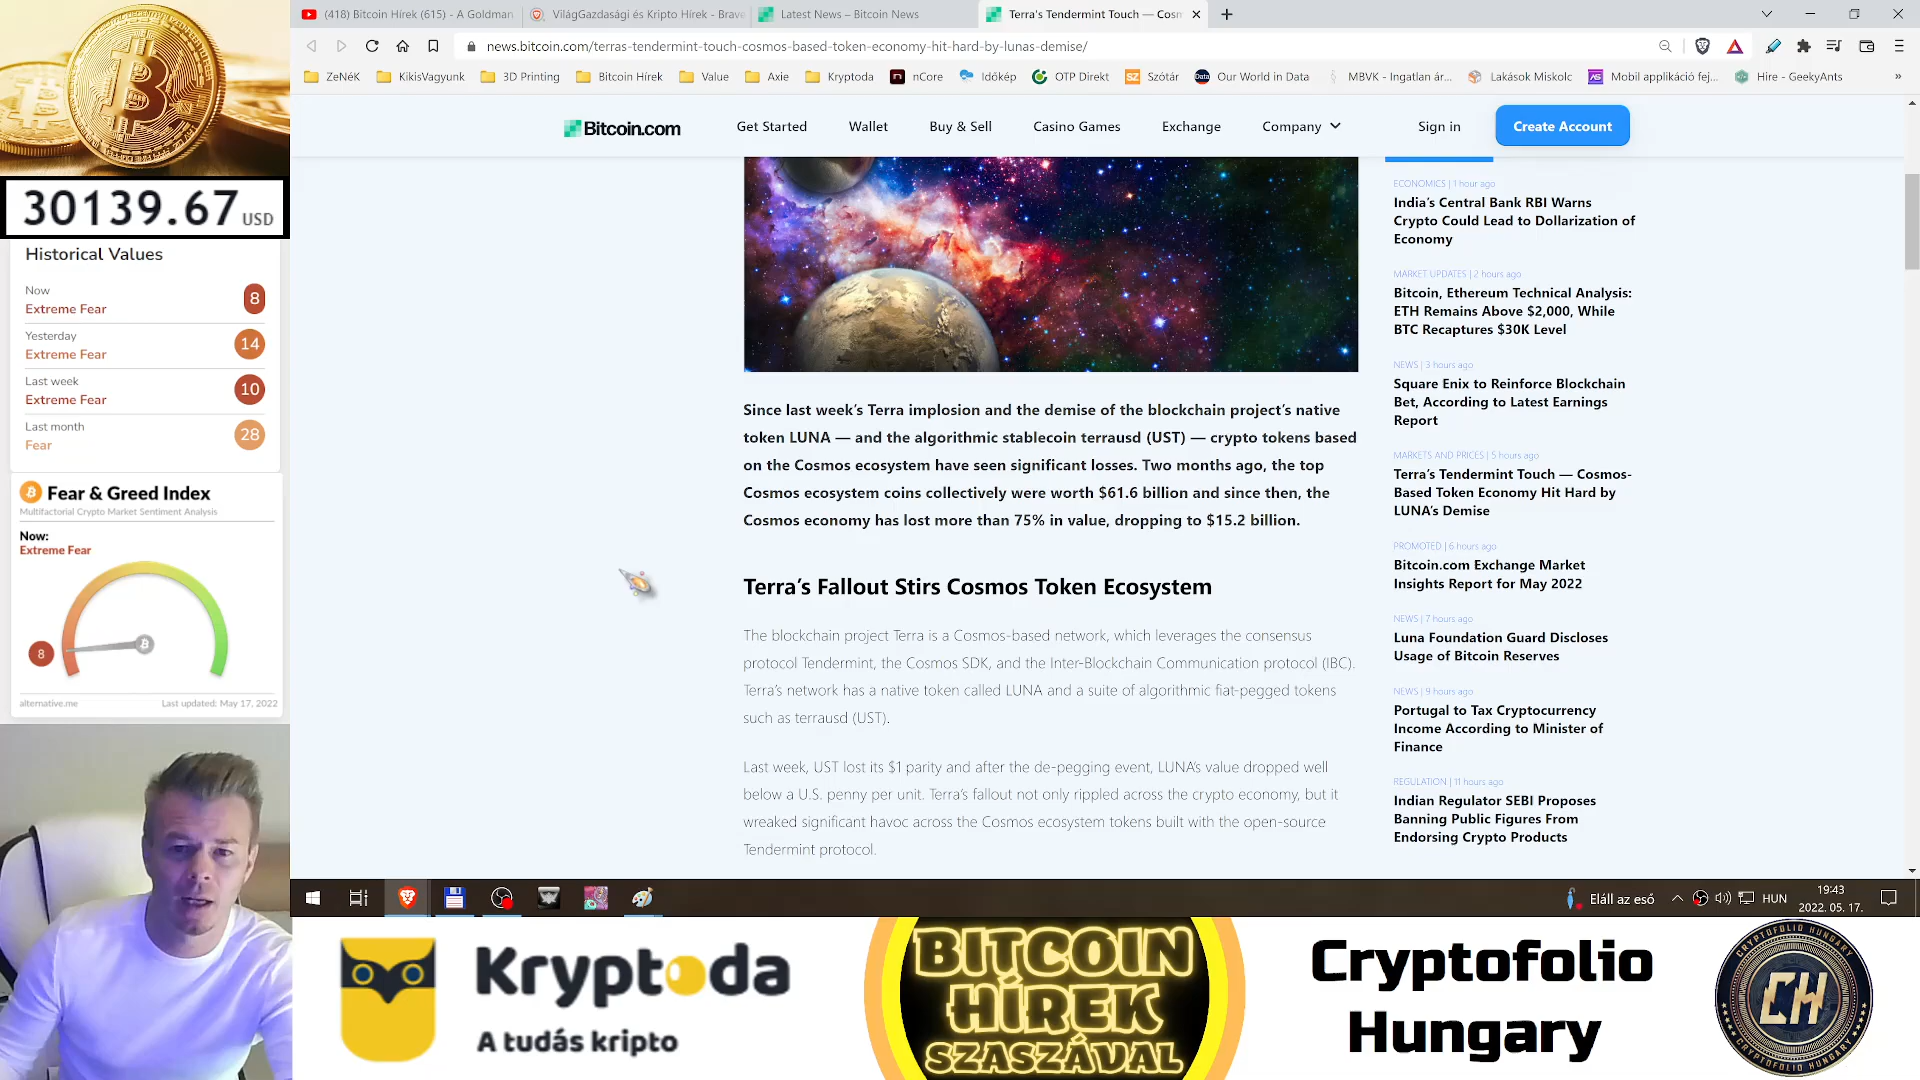 (418) Bitcoin Hírek (615) - A Goldman
VilágGazdasági és Kripto Hírek - Brave
Latest News – Bitcoin News
Terra's Tendermint Touch — Cosm
news.bitcoin.com/terras-tendermint-touch-cosmos-based-token-economy-hit-hard-by-lunas-demise/
ZeNéK
KikisVagyunk
3D Printing
Bitcoin Hírek
Value
Axie
Kryptoda
nCore
Időkép
OTP Direkt
SZ
Szótár
Our World in Data
MBVK - Ingatlan ár...
Lakások Miskolc
Mobil applikáció fej...
Hire - GeekyAnts
»
Bitcoin.com
Get Started
Wallet
Buy & Sell
Casino Games
Exchange
Company
Sign in
Create Account
30139.67 USD
Historical Values
Now
Extreme Fear
8
Yesterday
Extreme Fear
14
Last week
Extreme Fear
10
Last month
Fear
28
Fear & Greed Index
Multifactorial Crypto Market Sentiment Analysis
Now:
Extreme Fear
8
alternative.me
Last updated: May 17, 2022
Since last week's Terra implosion and the demise of the blockchain project's native
token LUNA — and the algorithmic stablecoin terrausd (UST) — crypto tokens based
on the Cosmos ecosystem have seen significant losses. Two months ago, the top
Cosmos ecosystem coins collectively were worth $61.6 billion and since then, the
Cosmos economy has lost more than 75% in value, dropping to $15.2 billion.
Terra's Fallout Stirs Cosmos Token Ecosystem
The blockchain project Terra is a Cosmos-based network, which leverages the consensus
protocol Tendermint, the Cosmos SDK, and the Inter-Blockchain Communication protocol (IBC).
Terra's network has a native token called LUNA and a suite of algorithmic fiat-pegged tokens
such as terrausd (UST).
Last week, UST lost its $1 parity and after the de-pegging event, LUNA's value dropped well
below a U.S. penny per unit. Terra's fallout not only rippled across the crypto economy, but it
wreaked significant havoc across the Cosmos ecosystem tokens built with the open-source
Tendermint protocol.
ECONOMICS | 1 hour ago
India's Central Bank RBI Warns
Crypto Could Lead to Dollarization of
Economy
MARKET UPDATES | 2 hours ago
Bitcoin, Ethereum Technical Analysis:
ETH Remains Above $2,000, While
BTC Recaptures $30K Level
NEWS | 3 hours ago
Square Enix to Reinforce Blockchain
Bet, According to Latest Earnings
Report
MARKETS AND PRICES | 5 hours ago
Terra's Tendermint Touch — Cosmos-
Based Token Economy Hit Hard by
LUNA's Demise
PROMOTED | 6 hours ago
Bitcoin.com Exchange Market
Insights Report for May 2022
NEWS | 7 hours ago
Luna Foundation Guard Discloses
Usage of Bitcoin Reserves
NEWS | 9 hours ago
Portugal to Tax Cryptocurrency
Income According to Minister of
Finance
REGULATION | 11 hours ago
Indian Regulator SEBI Proposes
Banning Public Figures From
Endorsing Crypto Products
Eláll az eső
HUN
19:43
2022. 05. 17.
Kryptoda
A tudás kripto
BITCOIN
HÍREK
SZASZÁVAL
Cryptofolio
Hungary
CRYPTOFOLIO HUNGARY
CH
CRYPTOFOLIO HUNGARY